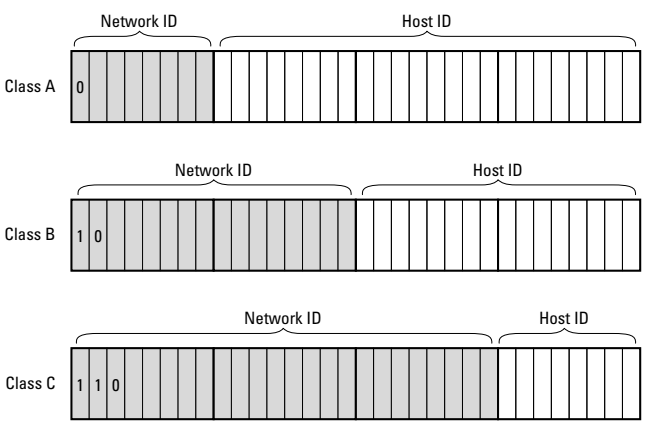 Network ID Host ID
Class A 0
Network ID Host ID
Class B 1 0
Network ID Host ID
Class C 1 1 0